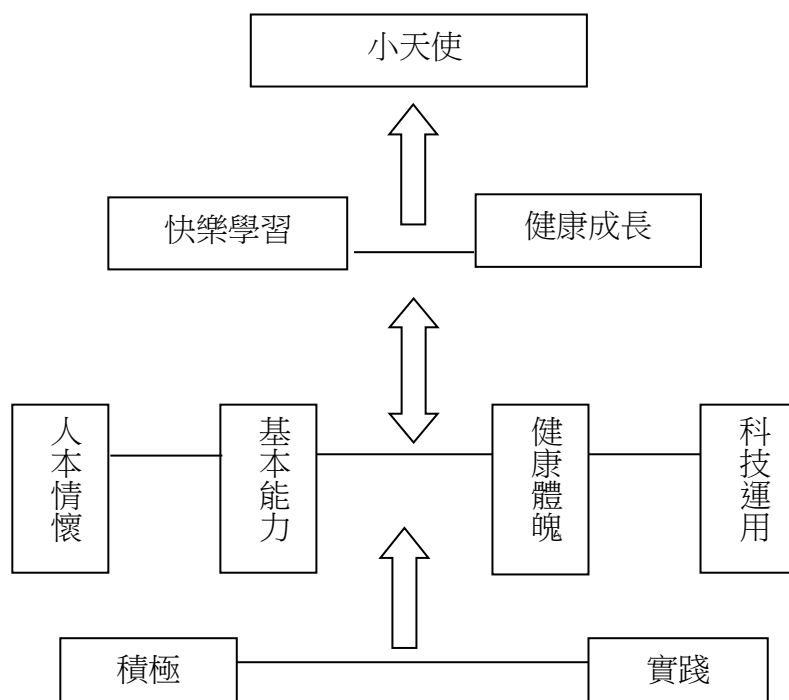 小天使
快樂學習
健康成長
人本情懷
基本能力
健康體魄
科技運用
積極
實踐